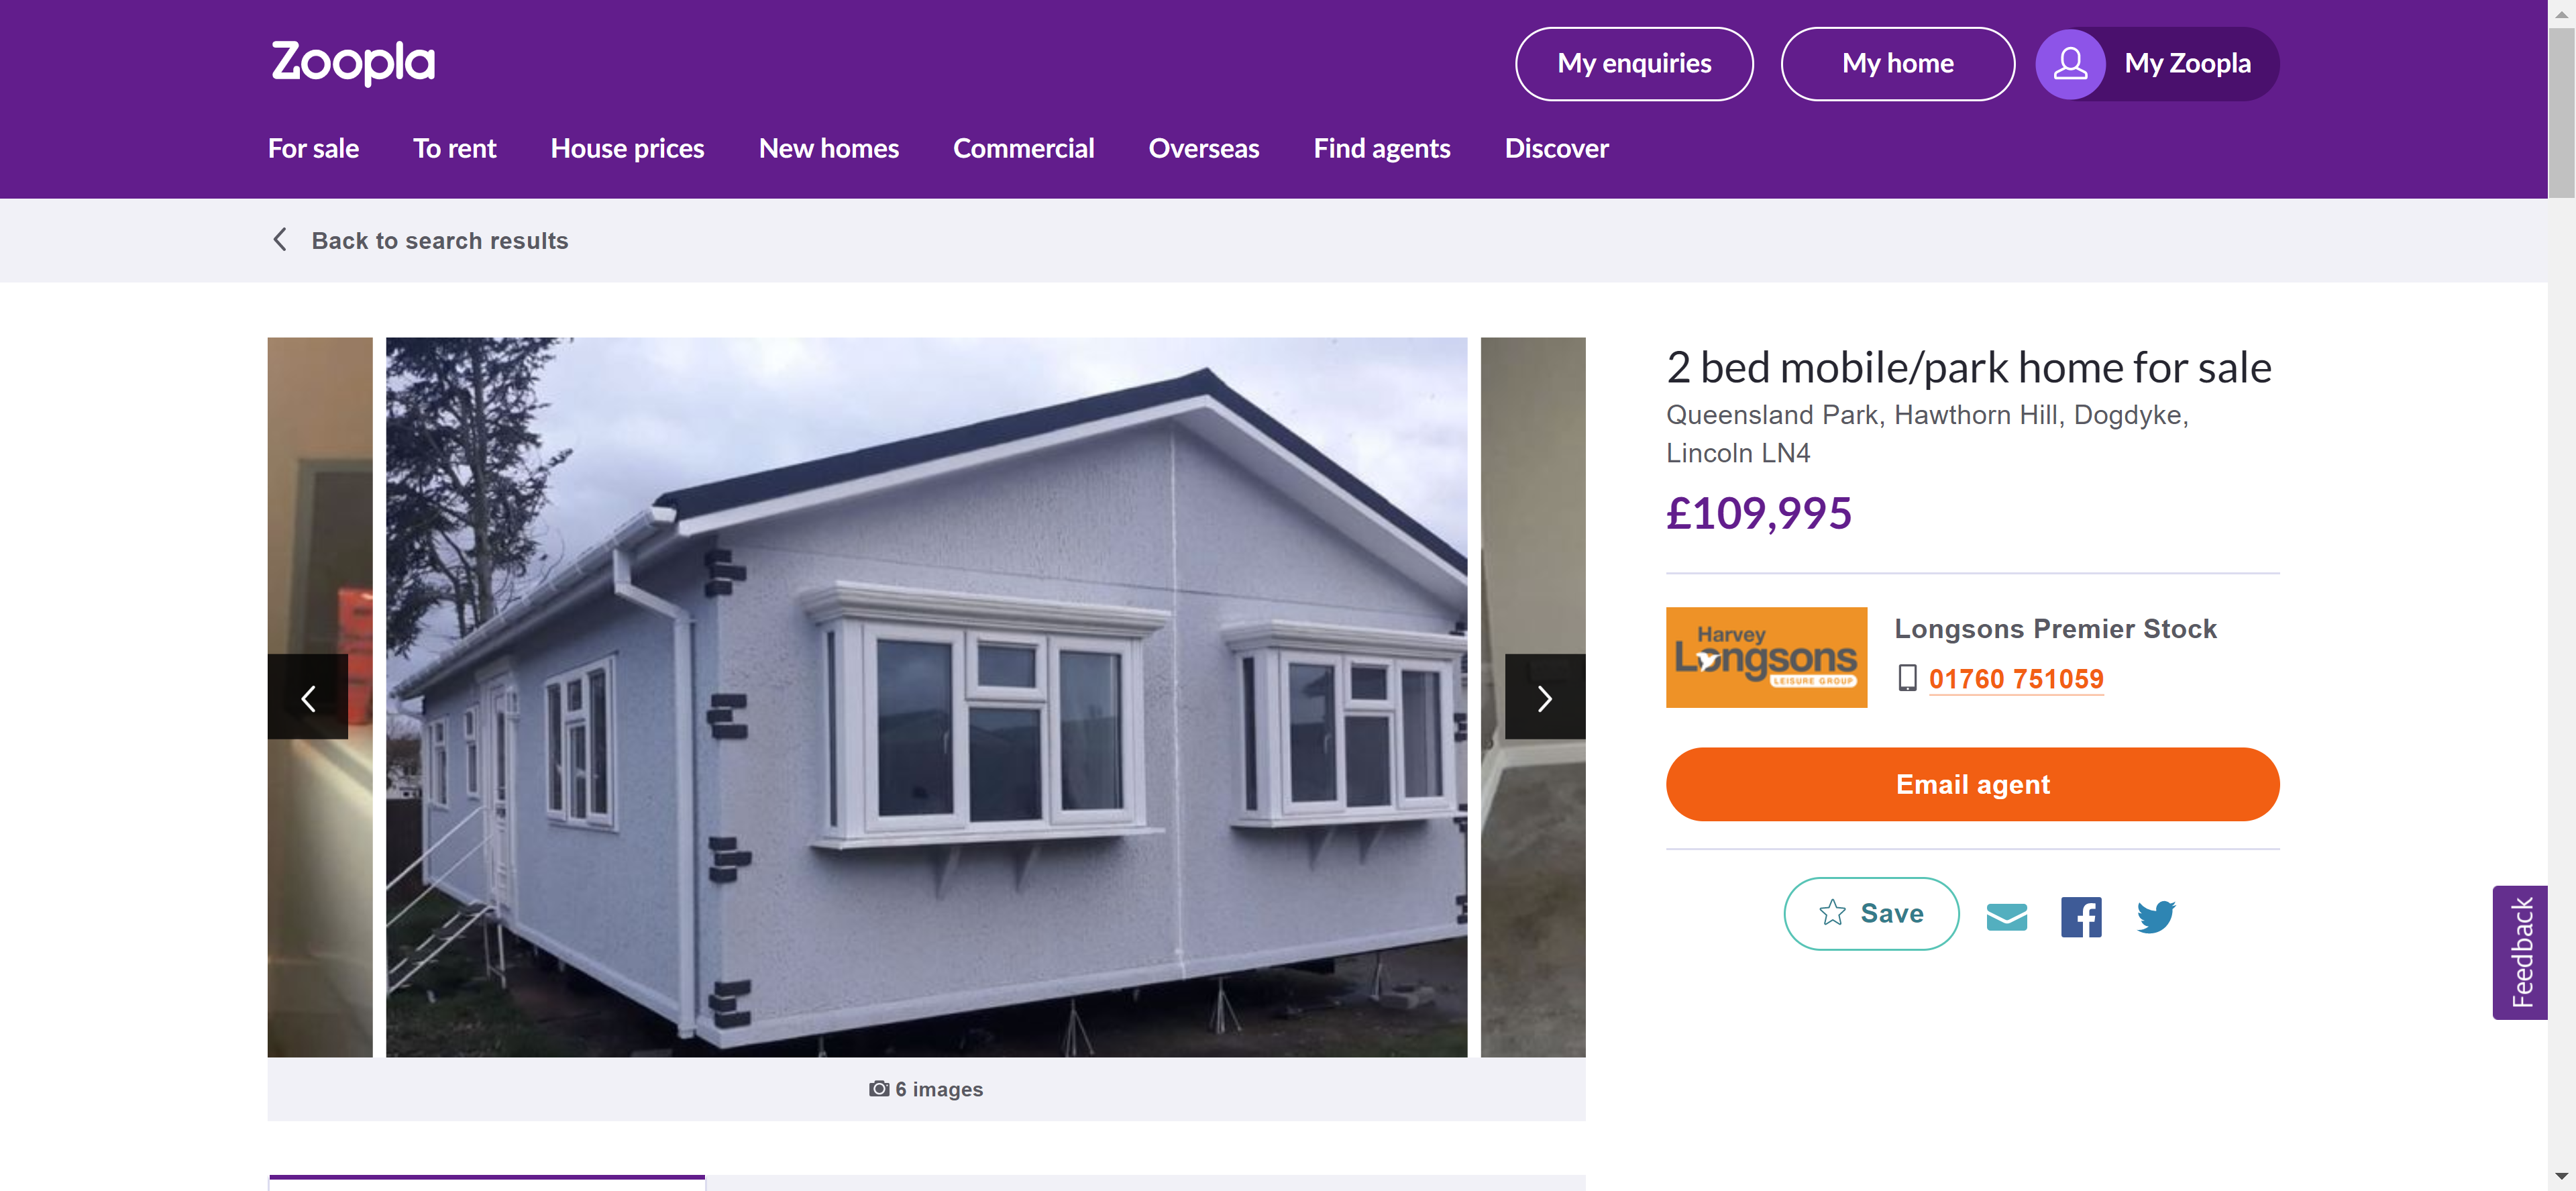 Zoopla
My enquiries
My home
My Zoopla
For sale
To rent
House prices
New homes
Commercial
Overseas
Find agents
Discover
Back to search results
2 bed mobile/park home for sale
Queensland Park, Hawthorn Hill, Dogdyke,
Lincoln LN4
£109,995
Harvey
Longsons
LEISURE GROUP
Longsons Premier Stock
01760 751059
Email agent
Save
Feedback
6 images